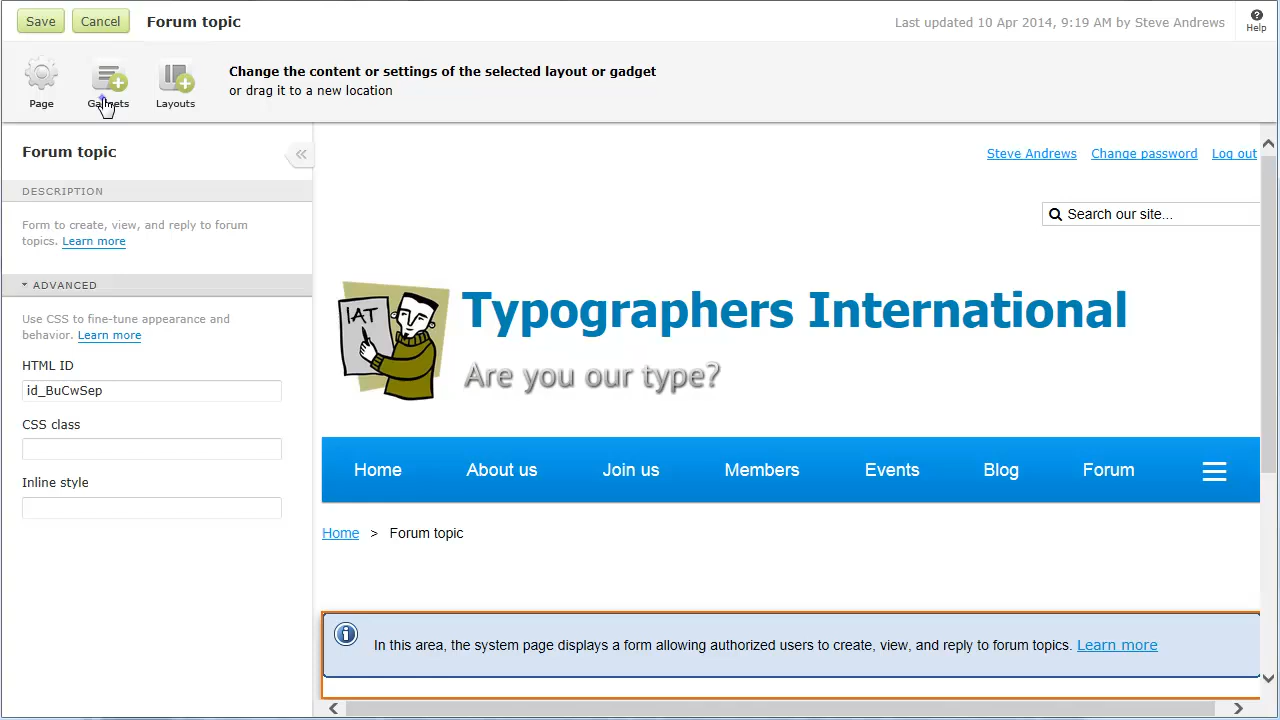 Save
Cancel
Forum topic
Last updated 10 Apr 2014, 9:19 AM by Steve Andrews
Help
Page
Gadgets
Layouts
Change the content or settings of the selected layout or gadget
or drag it to a new location
Forum topic
«
DESCRIPTION
Form to create, view, and reply to forum
topics. Learn more
ADVANCED
Use CSS to fine-tune appearance and
behavior. Learn more
HTML ID
id_BuCwSep
CSS class
Inline style
Steve Andrews
Change password
Log out
Search our site...
IAT
Typographers International
Are you our type?
Home
About us
Join us
Members
Events
Blog
Forum
Home > Forum topic
In this area, the system page displays a form allowing authorized users to create, view, and reply to forum topics. Learn more